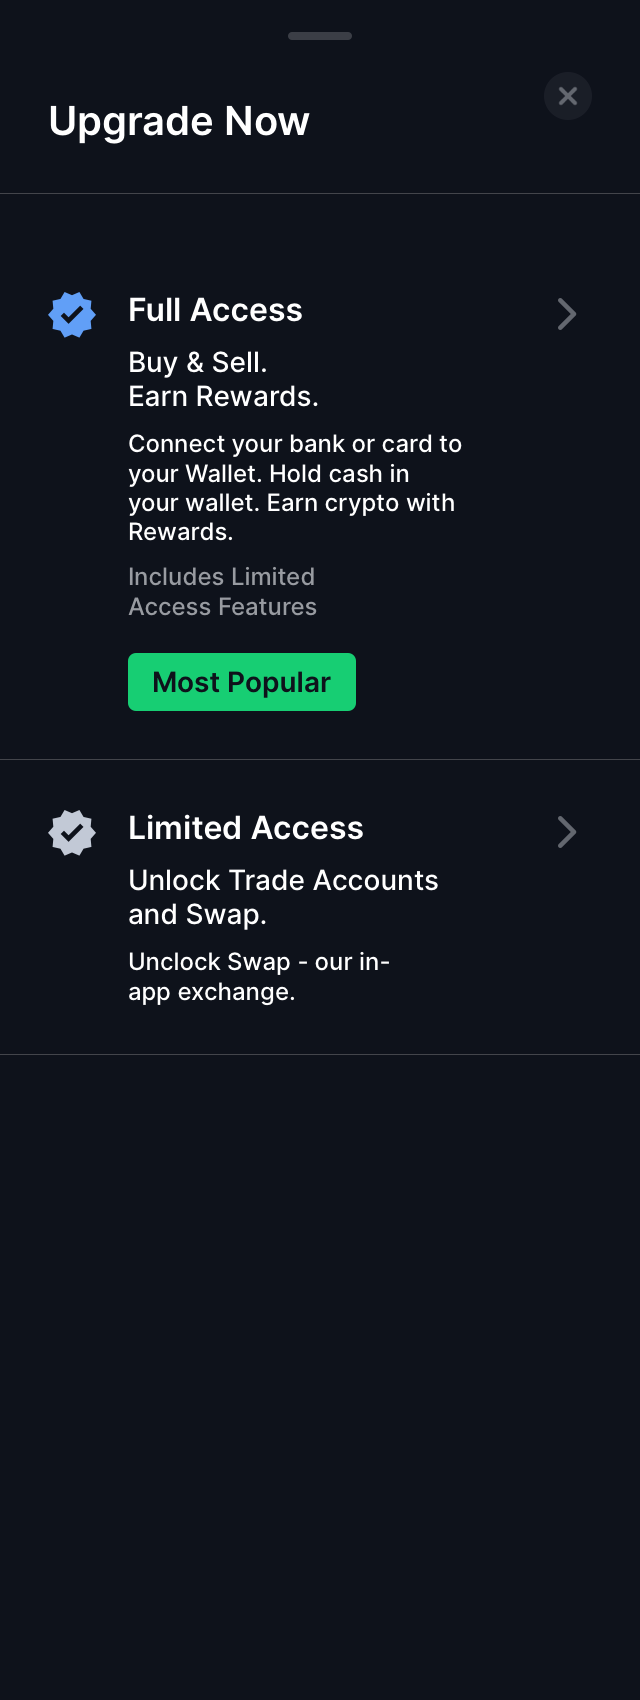 Upgrade Now
Full Access
Buy & Sell.
Earn Rewards.
Connect your bank or card to
your Wallet. Hold cash in
your wallet. Earn crypto with
Rewards.
Includes Limited
Access Features
Most Popular
Limited Access
Unlock Trade Accounts
and Swap.
Unclock Swap - our in-
app exchange.